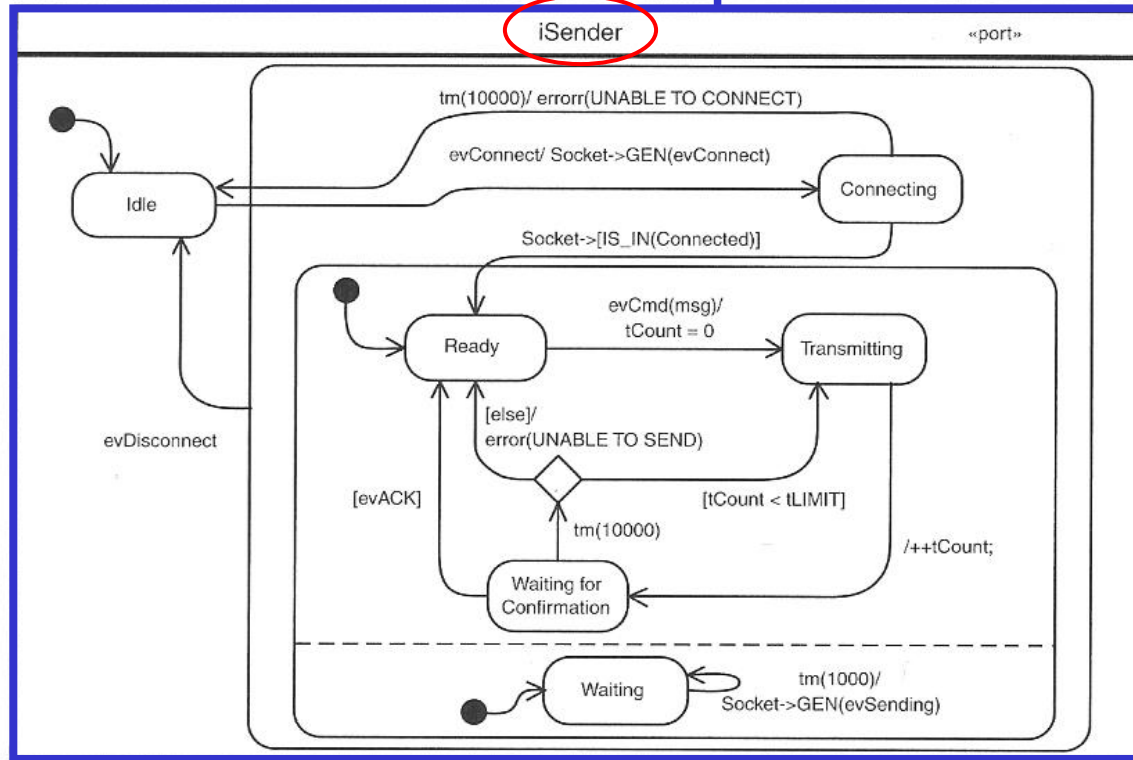 iSender
«port»
tm(10000)/ errorr(UNABLE TO CONNECT)
evConnect/ Socket->GEN(evConnect)
Idle
Connecting
Socket->[IS_IN(Connected)]
evCmd(msg)/
tCount = 0
Ready
Transmitting
[else]/
error(UNABLE TO SEND)
evDisconnect
[evACK]
[tCount < tLIMIT]
tm(10000)
/++tCount;
Waiting for
Confirmation
Waiting
tm(1000)/
Socket->GEN(evSending)